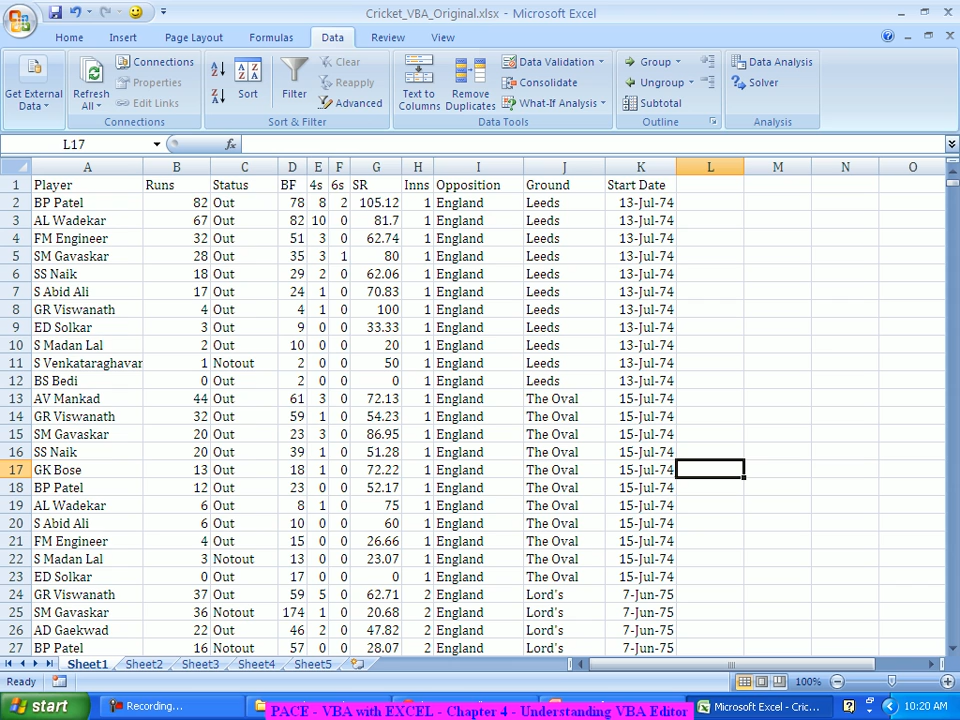 Cricket_VBA_Original.xlsx - Microsoft Excel
Home Insert Page Layout Formulas Data Review View
Get External Data Refresh All Connections Properties Edit Links Sort Filter Clear Reapply Advanced Text to Columns Remove Duplicates Data Validation Consolidate What-If Analysis Group Ungroup Subtotal Data Analysis Solver
Connections Sort & Filter Data Tools Outline Analysis
L17 fx
A B C D E F G H I J K L M N O
1 Player Runs Status BF 4s 6s SR Inns Opposition Ground Start Date
2 BP Patel 82 Out 78 8 2 105.12 1 England Leeds 13-Jul-74
3 AL Wadekar 67 Out 82 10 0 81.7 1 England Leeds 13-Jul-74
4 FM Engineer 32 Out 51 3 0 62.74 1 England Leeds 13-Jul-74
5 SM Gavaskar 28 Out 35 3 1 80 1 England Leeds 13-Jul-74
6 SS Naik 18 Out 29 2 0 62.06 1 England Leeds 13-Jul-74
7 S Abid Ali 17 Out 24 1 0 70.83 1 England Leeds 13-Jul-74
8 GR Viswanath 4 Out 4 1 0 100 1 England Leeds 13-Jul-74
9 ED Solkar 3 Out 9 0 0 33.33 1 England Leeds 13-Jul-74
10 S Madan Lal 2 Out 10 0 0 20 1 England Leeds 13-Jul-74
11 S Venkataraghavar 1 Notout 2 0 0 50 1 England Leeds 13-Jul-74
12 BS Bedi 0 Out 2 0 0 0 1 England Leeds 13-Jul-74
13 AV Mankad 44 Out 61 3 0 72.13 1 England The Oval 15-Jul-74
14 GR Viswanath 32 Out 59 1 0 54.23 1 England The Oval 15-Jul-74
15 SM Gavaskar 20 Out 23 3 0 86.95 1 England The Oval 15-Jul-74
16 SS Naik 20 Out 39 1 0 51.28 1 England The Oval 15-Jul-74
17 GK Bose 13 Out 18 1 0 72.22 1 England The Oval 15-Jul-74
18 BP Patel 12 Out 23 0 0 52.17 1 England The Oval 15-Jul-74
19 AL Wadekar 6 Out 8 1 0 75 1 England The Oval 15-Jul-74
20 S Abid Ali 6 Out 10 0 0 60 1 England The Oval 15-Jul-74
21 FM Engineer 4 Out 15 0 0 26.66 1 England The Oval 15-Jul-74
22 S Madan Lal 3 Notout 13 0 0 23.07 1 England The Oval 15-Jul-74
23 ED Solkar 0 Out 17 0 0 0 1 England The Oval 15-Jul-74
24 GR Viswanath 37 Out 59 5 0 62.71 2 England Lord's 7-Jun-75
25 SM Gavaskar 36 Notout 174 1 0 20.68 2 England Lord's 7-Jun-75
26 AD Gaekwad 22 Out 46 2 0 47.82 2 England Lord's 7-Jun-75
27 BP Patel 16 Notout 57 0 0 28.07 2 England Lord's 7-Jun-75
Sheet1 Sheet2 Sheet3 Sheet4 Sheet5
Ready 100%
start Recording... Microsoft Excel - Cric... 10:20 AM
PACE - VBA with EXCEL - Chapter 4 - Understanding VBA Editor